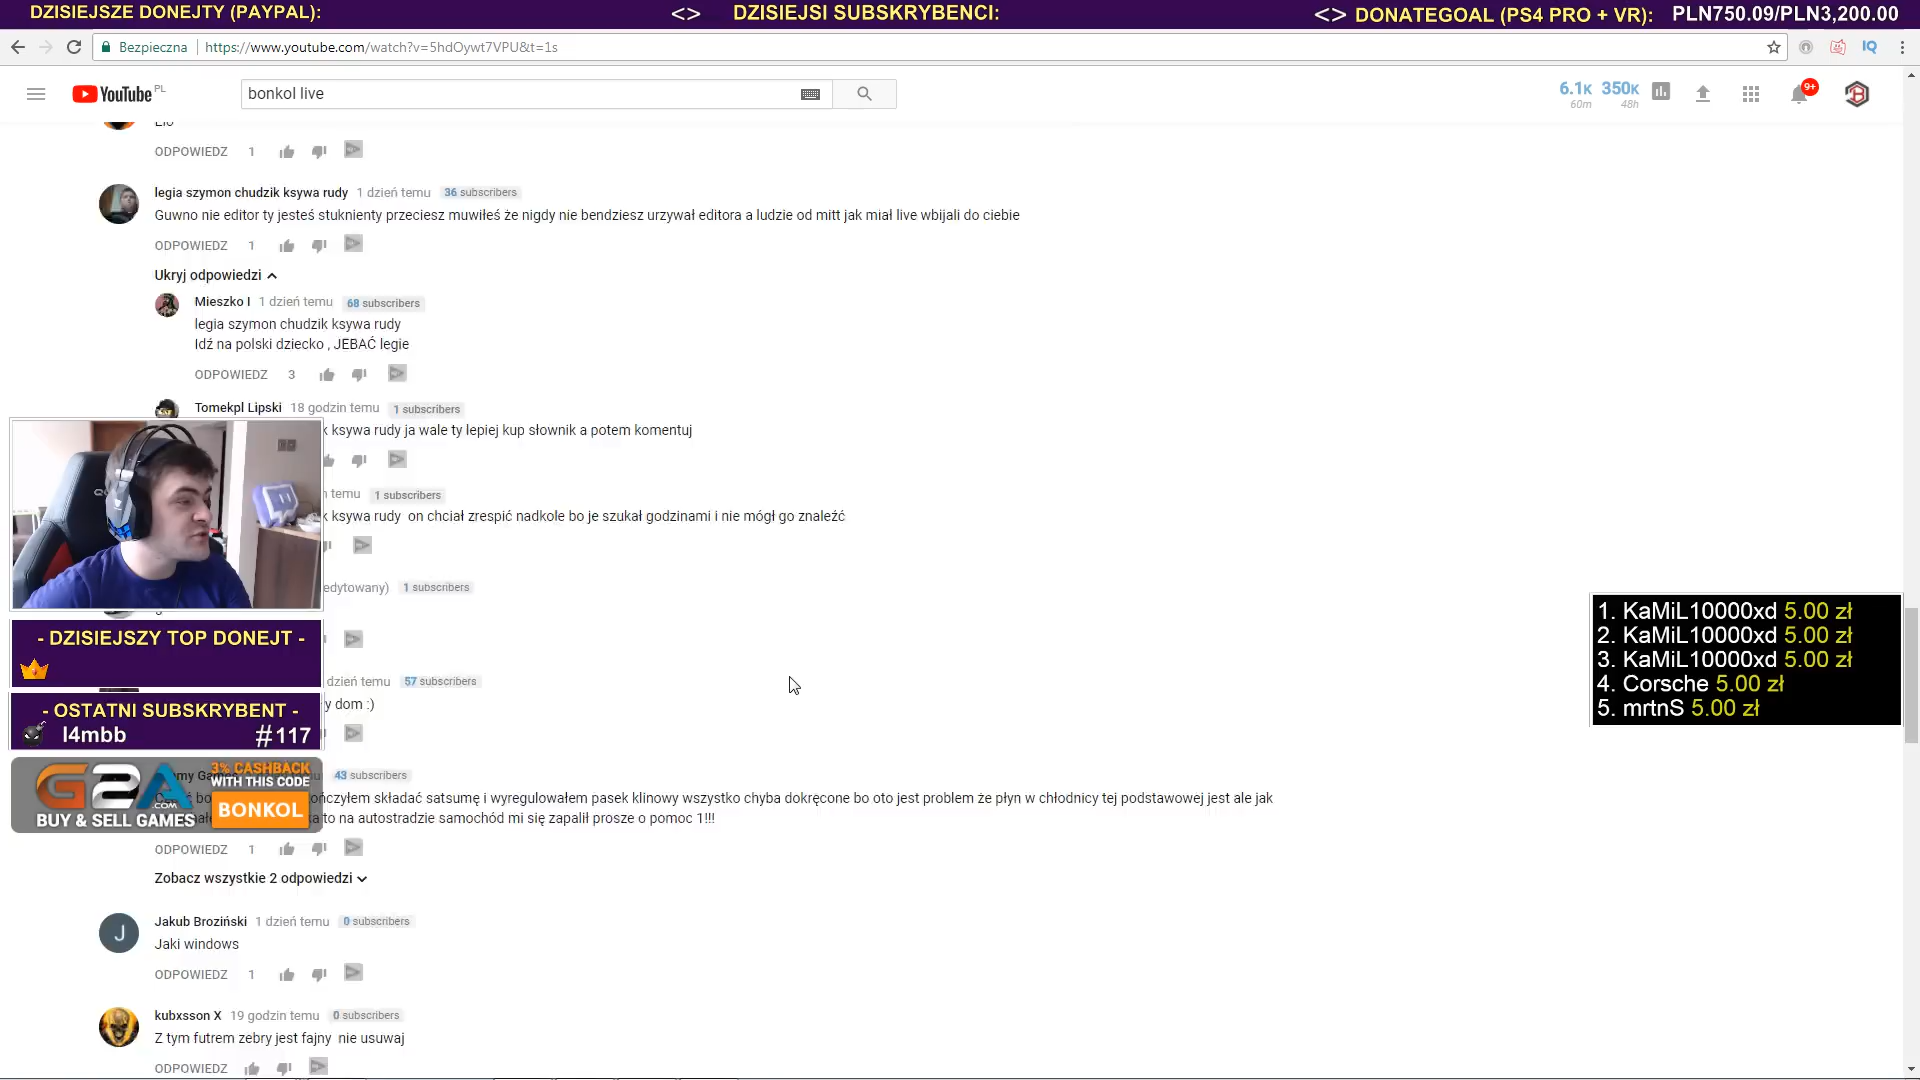 DZISIEJSZE DONEJTY (PAYPAL): <> DZISIEJSI SUBSKRYBENCI: <> DONATEGOAL (PS4 PRO + VR): PLN750.09/PLN3,200.00
Bezpieczna https://www.youtube.com/watch?v=5hdOywt7VPU&t=1s IQ
YouTube PL bonkol live 6.1K 60m 350K 48h 9+
ODPOWIEDZ 1
legia szymon chudzik ksywa rudy 1 dzień temu 36 subscribers
Guwno nie editor ty jesteś stuknienty przeciesz muwiłeś że nigdy nie bendziesz urzywał editora a ludzie od mitt jak miał live wbijali do ciebie
ODPOWIEDZ 1
Ukryj odpowiedzi
Mieszko I 1 dzień temu 68 subscribers
legia szymon chudzik ksywa rudy
Idź na polski dziecko , JEBAĆ legie
ODPOWIEDZ 3
Tomekpl Lipski 18 godzin temu 1 subscribers
k ksywa rudy ja wale ty lepiej kup słownik a potem komentuj
temu 1 subscribers
k ksywa rudy on chciał zrespić nadkole bo je szukał godzinami i nie mógł go znaleźć
edytowany) 1 subscribers
dzień temu 57 subscribers
y dom :)
43 subscribers
ończyłem składać satsumę i wyregulowałem pasek klinowy wszystko chyba dokręcone bo oto jest problem że płyn w chłodnicy tej podstawowej jest ale jak
to na autostradzie samochód mi się zapalił prosze o pomoc 1!!!
ODPOWIEDZ 1
Zobacz wszystkie 2 odpowiedzi
J
Jakub Broziński 1 dzień temu 0 subscribers
Jaki windows
ODPOWIEDZ 1
kubxsson X 19 godzin temu 0 subscribers
Z tym futrem zebry jest fajny nie usuwaj
ODPOWIEDZ
- DZISIEJSZY TOP DONEJT -
- OSTATNI SUBSKRYBENT -
l4mbb #117
G2A .COM
BUY & SELL GAMES
3% CASHBACK
WITH THIS CODE
BONKOL
1. KaMiL10000xd 5.00 zł
2. KaMiL10000xd 5.00 zł
3. KaMiL10000xd 5.00 zł
4. Corsche 5.00 zł
5. mrtnS 5.00 zł